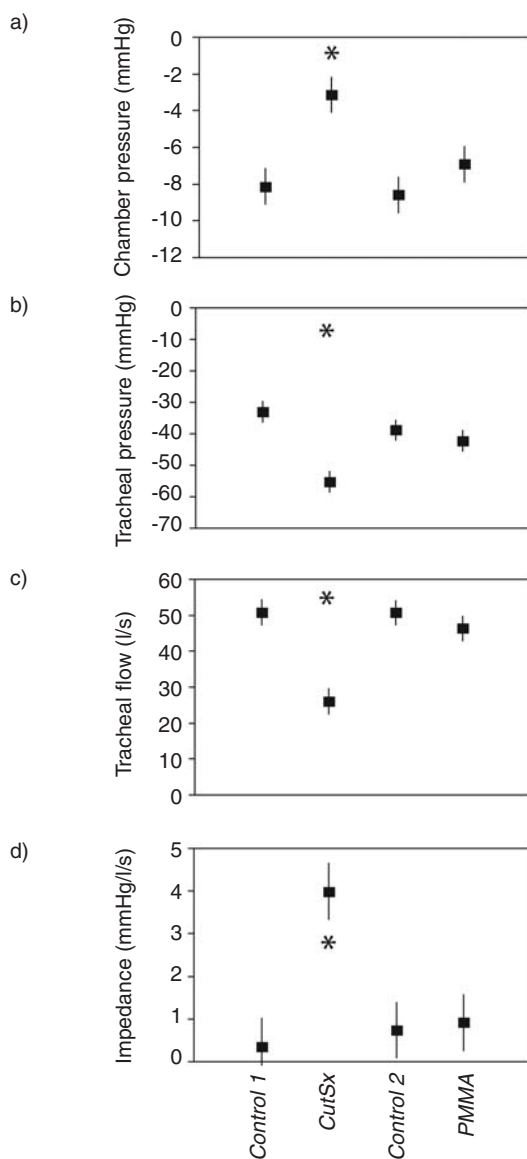 a)
Chamber pressure (mmHg)
0
-2
-4
-6
-8
-10
-12
*
b)
Tracheal pressure (mmHg)
0
-10
-20
-30
-40
-50
-60
-70
*
c)
Tracheal flow (l/s)
60
50
40
30
20
10
0
*
d)
Impedance (mmHg/l/s)
5
4
3
2
1
0
*
Control 1
CutSx
Control 2
PMMA